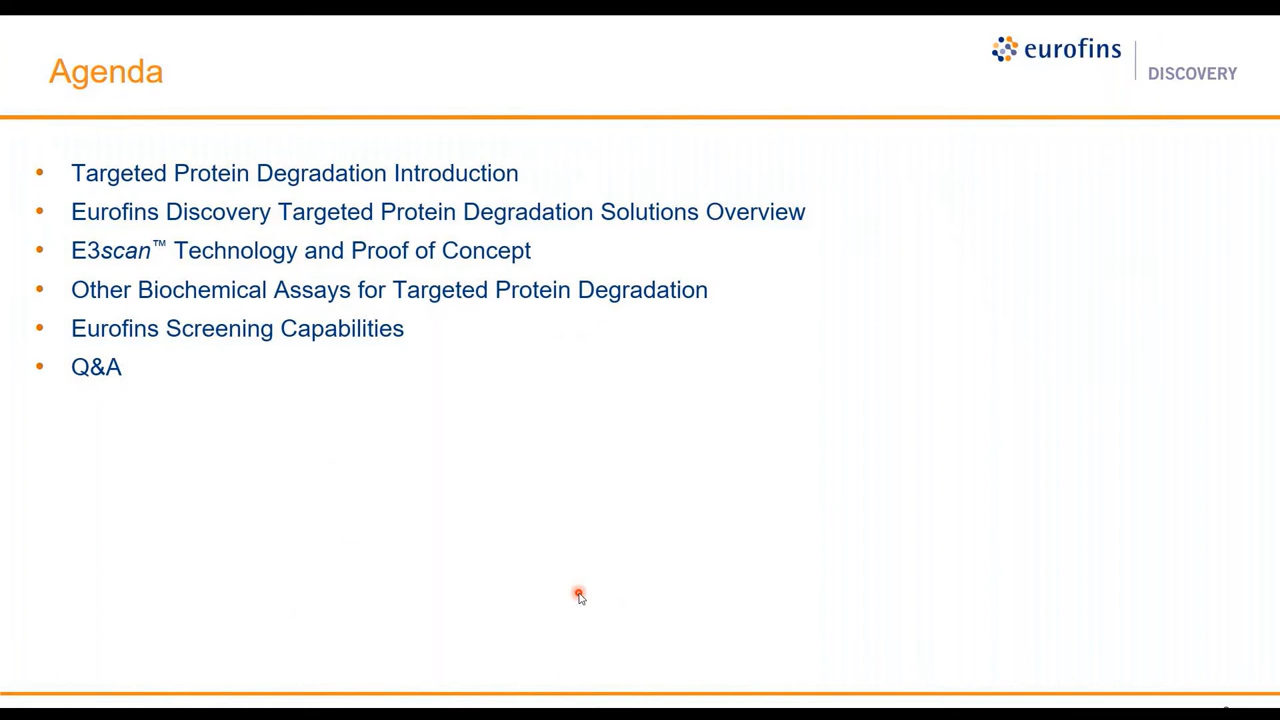 Agenda
eurofins
DISCOVERY
• Targeted Protein Degradation Introduction
• Eurofins Discovery Targeted Protein Degradation Solutions Overview
• E3scan™ Technology and Proof of Concept
• Other Biochemical Assays for Targeted Protein Degradation
• Eurofins Screening Capabilities
• Q&A